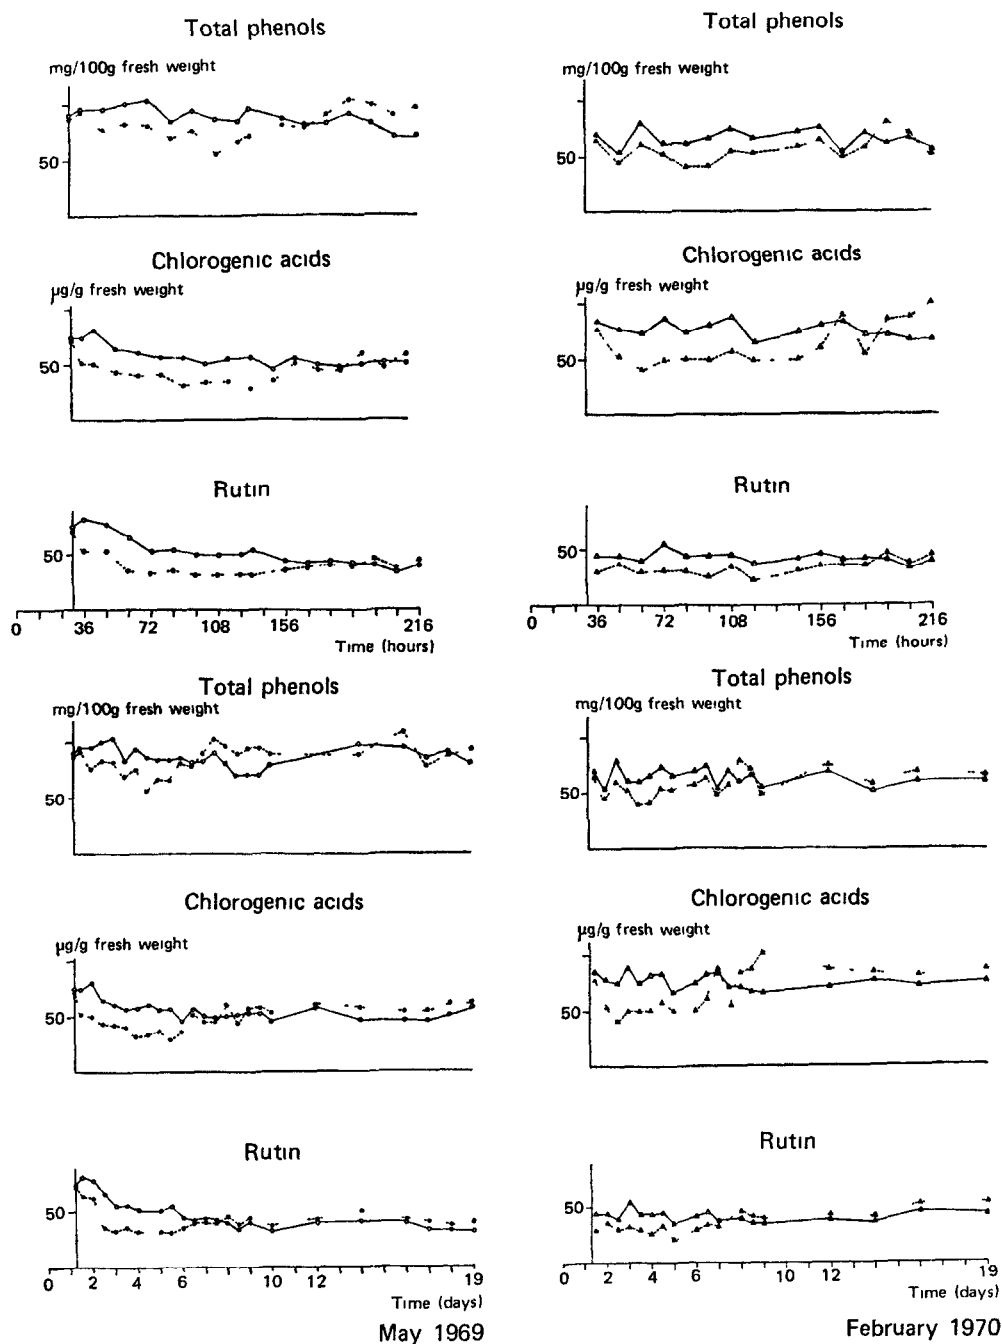 Total phenols
mg/100g fresh weight
50
Chlorogenic acids
µg/g fresh weight
50
Rutin
50
0 36 72 108 156 216
Time (hours)
Total phenols
mg/100g fresh weight
50
Chlorogenic acids
µg/g fresh weight
50
Rutin
50
0 36 72 108 156 216
Time (hours)
Total phenols
mg/100g fresh weight
50
Chlorogenic acids
µg/g fresh weight
50
Rutin
50
0 2 4 6 8 10 12 19
Time (days)
May 1969
Total phenols
mg/100g fresh weight
50
Chlorogenic acids
µg/g fresh weight
50
Rutin
50
0 2 4 6 8 10 12 19
Time (days)
February 1970